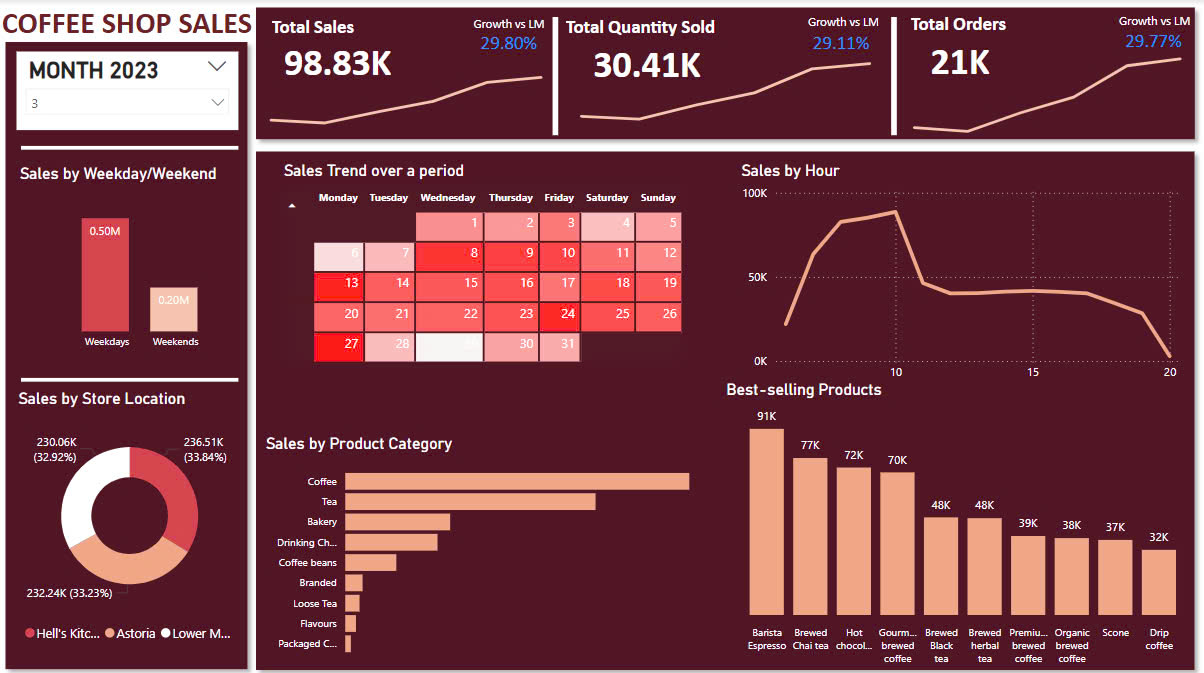 COFFEE SHOP SALES
MONTH 2023
3
Total Sales
Growth vs LM
29.80%
98.83K
Total Quantity Sold
Growth vs LM
29.11%
30.41K
Total Orders
Growth vs LM
29.77%
21K
Sales by Weekday/Weekend
0.50M
0.20M
Weekdays Weekends
Sales by Store Location
230.06K
(32.92%)
236.51K
(33.84%)
232.24K (33.23%)
Hell's Kitc... Astoria Lower M...
Sales Trend over a period
Monday Tuesday Wednesday Thursday Friday Saturday Sunday
1 2 3 4 5
6 7 8 9 10 11 12
13 14 15 16 17 18 19
20 21 22 23 24 25 26
27 28 30 31
Sales by Hour
100K
50K
0K
10 15 20
Sales by Product Category
Coffee
Tea
Bakery
Drinking Ch...
Coffee beans
Branded
Loose Tea
Flavours
Packaged C...
Best-selling Products
91K
77K
72K
70K
48K
48K
39K
38K
37K
32K
Barista
Espresso
Brewed
Chai tea
Hot
chocol...
Gourm...
brewed
coffee
Brewed
Black
tea
Brewed
herbal
tea
Premiu...
brewed
coffee
Organic
brewed
coffee
Scone
Drip
coffee